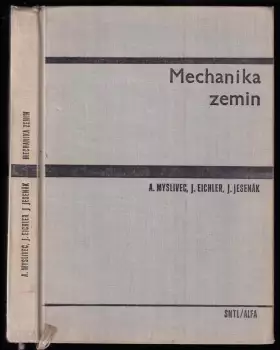 A. MYSLIVEC, J. EICHLER, J. JESENÁK MECHANIKA ZEMIN
Mechanika
zemin
A. MYSLIVEC, J. EICHLER, J. JESENÁK
SNTL/ALFA